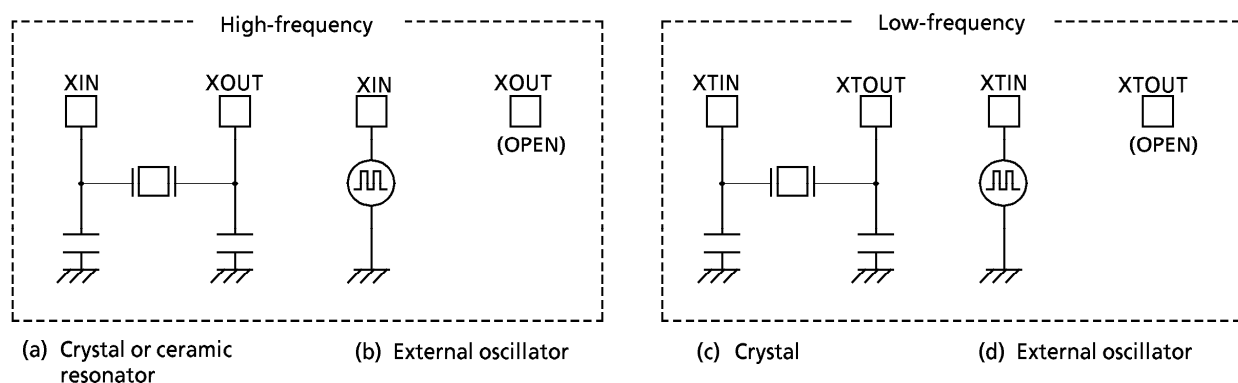 High-frequency
Low-frequency
XIN
XOUT
XIN
XOUT
(OPEN)
XTIN
XTOUT
XTIN
XTOUT
(OPEN)
(a) Crystal or ceramic
resonator
(b) External oscillator
(c) Crystal
(d) External oscillator